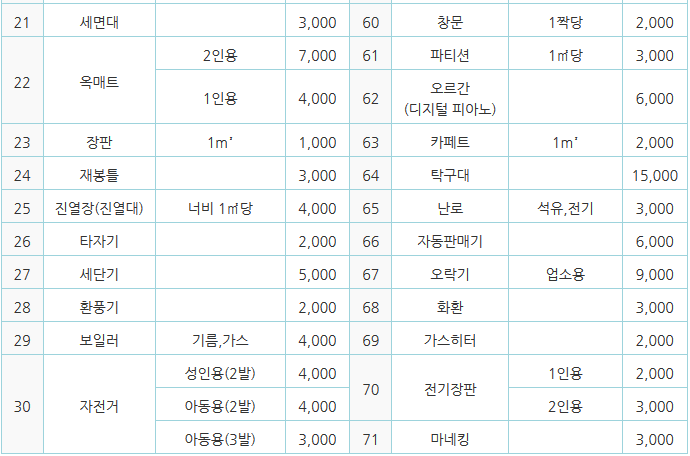 21 세면대 3,000 60 창문 1짝당 2,000
22 옥매트 2인용 7,000 61 파티션 1㎡당 3,000
1인용 4,000 62 오르간 6,000
(디지털 피아노)
23 장판 1m² 1,000 63 카페트 1m² 2,000
24 재봉틀 3,000 64 탁구대 15,000
25 진열장(진열대) 너비 1㎡당 4,000 65 난로 석유,전기 3,000
26 타자기 2,000 66 자동판매기 6,000
27 세단기 5,000 67 오락기 업소용 9,000
28 환풍기 2,000 68 화환 3,000
29 보일러 기름,가스 4,000 69 가스히터 2,000
30 자전거 성인용(2발) 4,000 70 전기장판 1인용 2,000
아동용(2발) 4,000 2인용 3,000
아동용(3발) 3,000 71 마네킹 3,000